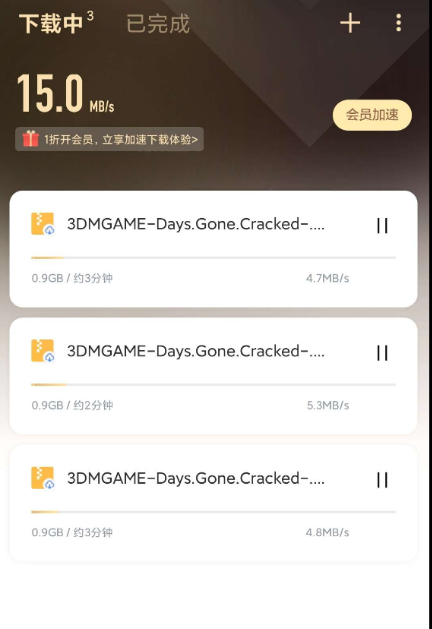 下载中 3 已完成
15.0 MB/s
会员加速
1折开会员，立享加速下载体验>
3DMGAME-Days.Gone.Cracked-....
0.9GB / 约3分钟 4.7MB/s
3DMGAME-Days.Gone.Cracked-....
0.9GB / 约2分钟 5.3MB/s
3DMGAME-Days.Gone.Cracked-....
0.9GB / 约3分钟 4.8MB/s